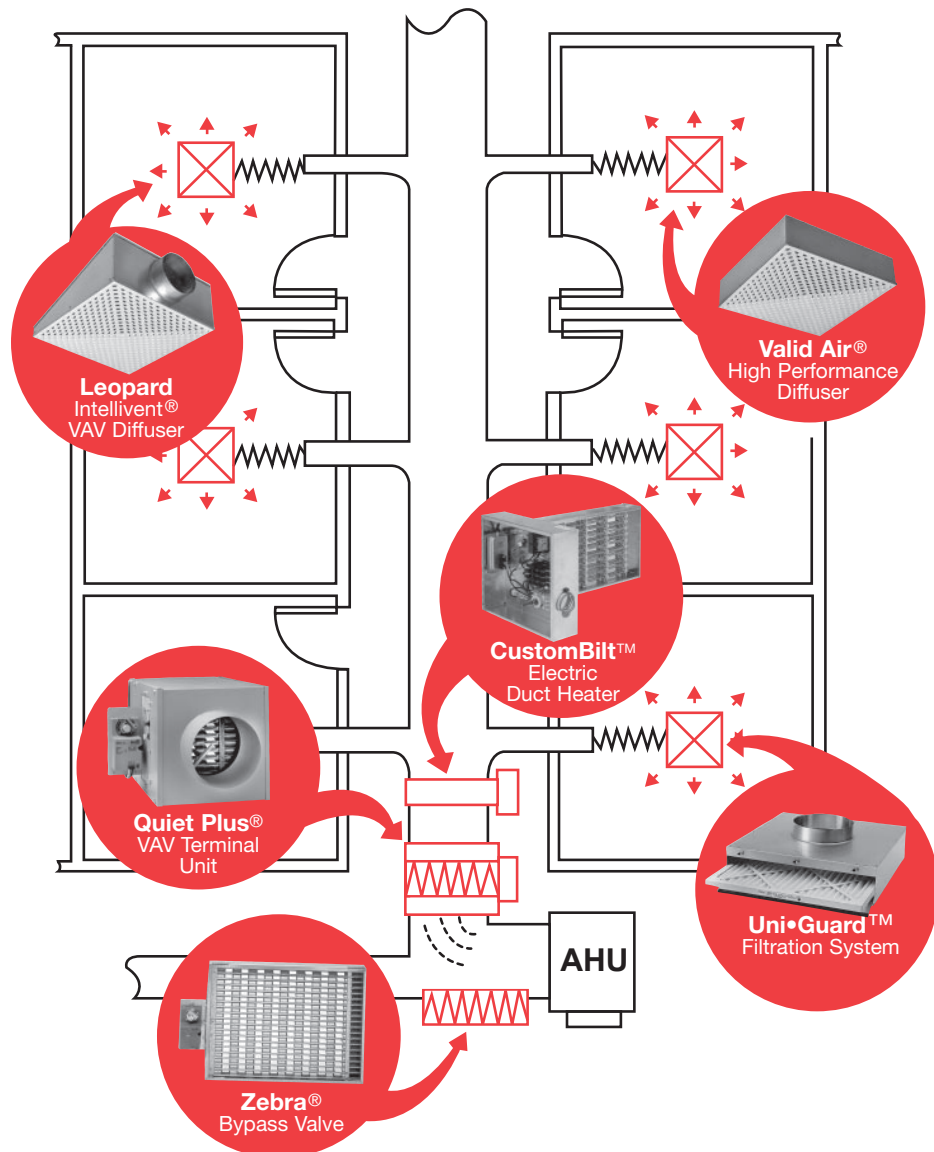 Leopard
Intellivent®
VAV Diffuser
Valid Air®
High Performance
Diffuser
CustomBilt™
Electric
Duct Heater
Quiet Plus®
VAV Terminal
Unit
Uni•Guard™
Filtration System
AHU
Zebra®
Bypass Valve